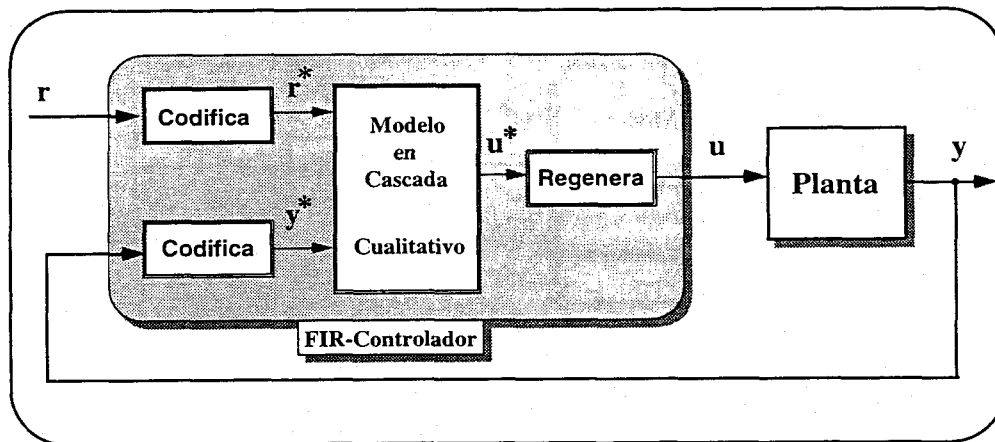 r
Codifica
r*
Modelo
en
Cascada
Cualitativo
u*
Regenera
u
Planta
y
Codifica
y*
FIR-Controlador